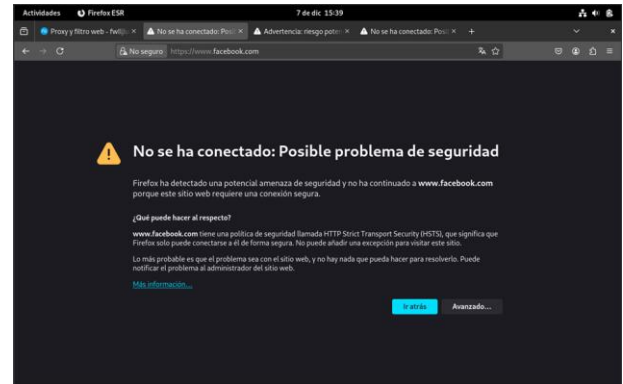 Actividades Firefox ESR 7 de dic 15:39
Proxy y filtro web - No se ha conectado: Posi Advertencia: riesgo poten No se ha conectado: Posi
No seguro https://www.facebook.com
No se ha conectado: Posible problema de seguridad
Firefox ha detectado una potencial amenaza de seguridad y no ha continuado a www.facebook.com
porque este sitio web requiere una conexión segura.
¿Qué puede hacer al respecto?
www.facebook.com tiene una política de seguridad llamada HTTP Strict Transport Security (HSTS), que significa que
Firefox solo puede conectarse a él de forma segura. No puede añadir una excepción para visitar este sitio.
Lo más probable es que el problema sea con el sitio web, y no hay nada que pueda hacer para resolverlo. Puede
notificar el problema al administrador del sitio web.
Más información...
Ir atrás Avanzado...